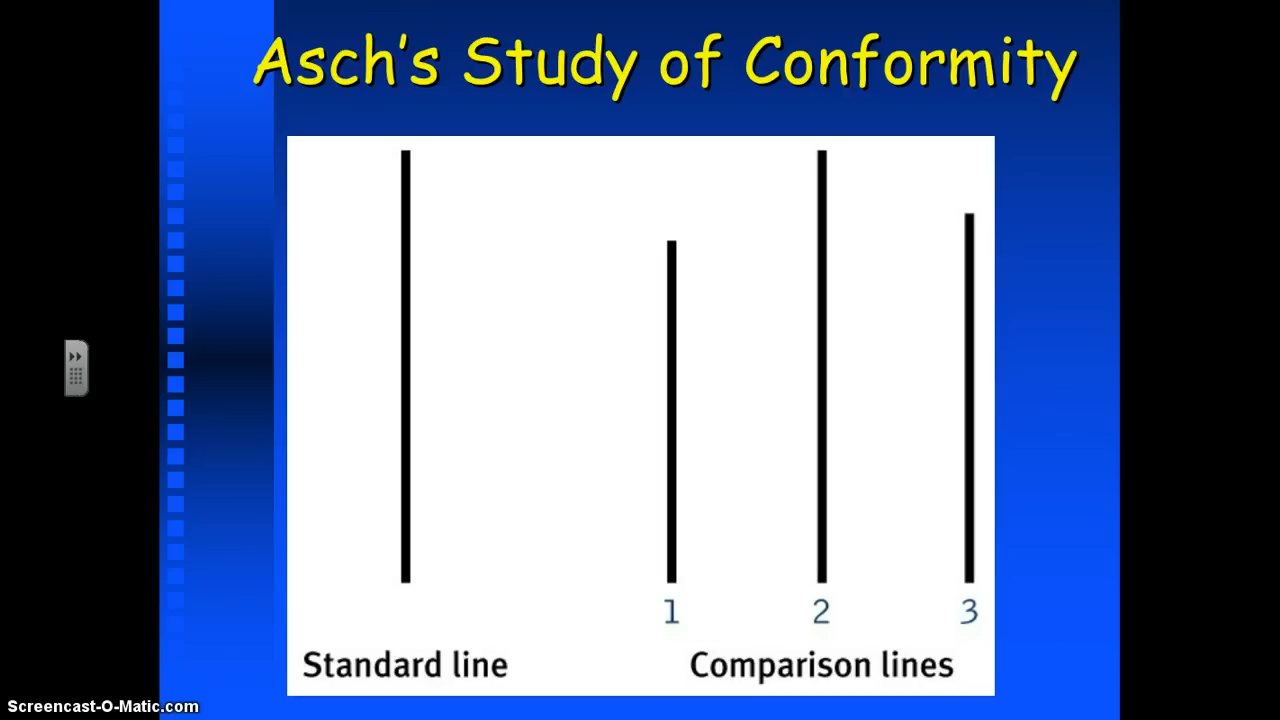 Asch's Study of Conformity
1 2 3
Standard line Comparison lines
Screencast-O-Matic.com